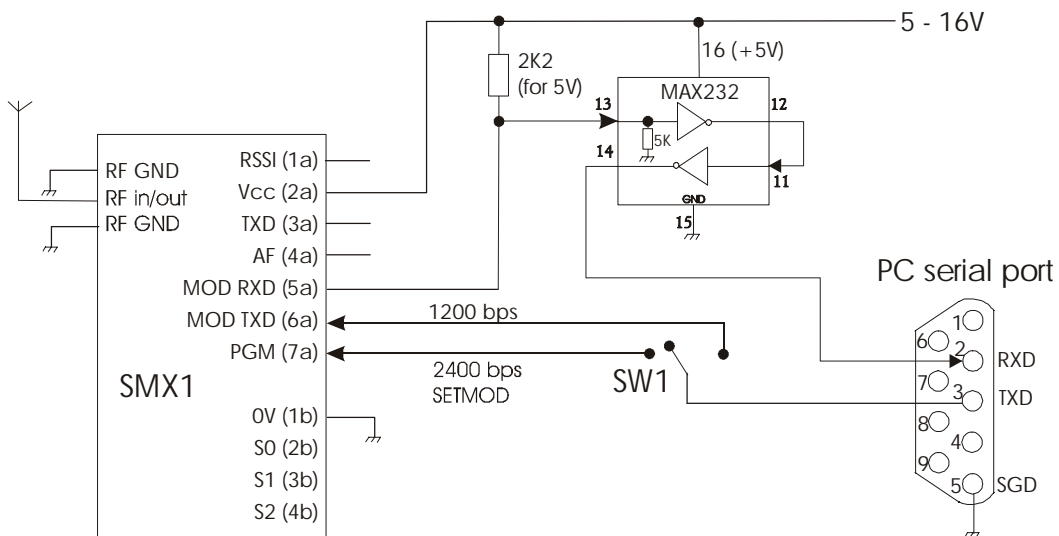 5 - 16V
16 (+5V)
2K2
(for 5V)
MAX232
13
12
5K
14
11
GND
15
RSSI (1a)
RF GND
Vcc (2a)
RF in/out
TXD (3a)
RF GND
AF (4a)
MOD RXD (5a)
MOD TXD (6a)
PGM (7a)
SMX1
0V (1b)
S0 (2b)
S1 (3b)
S2 (4b)
1200 bps
2400 bps
SETMOD
SW1
PC serial port
1
6
2
RXD
7
3
TXD
8
4
9
5
SGD